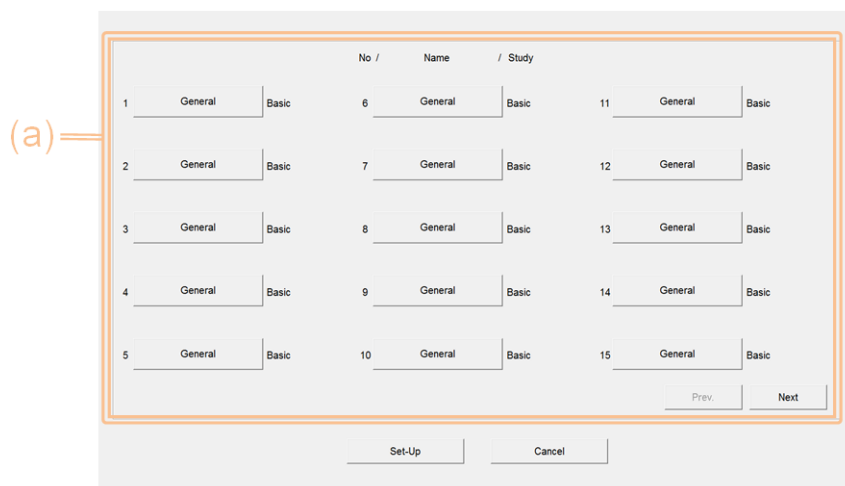 No / Name / Study
(a)
1 General Basic 6 General Basic 11 General Basic
2 General Basic 7 General Basic 12 General Basic
3 General Basic 8 General Basic 13 General Basic
4 General Basic 9 General Basic 14 General Basic
5 General Basic 10 General Basic 15 General Basic
Prev. Next
Set-Up Cancel